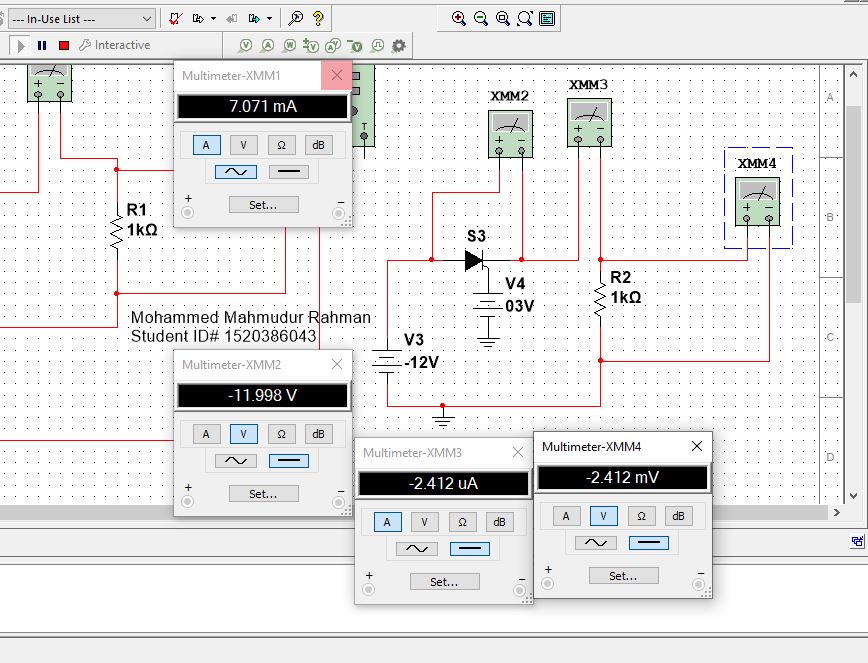 --- In-Use List ---
Interactive
Multimeter-XMM1
7.071 mA
A V Ω dB
Set...
+ −
T
XMM2
XMM3
XMM4
+ −
+ −
+ −
+ −
A
B
C
D
R1
1kΩ
S3
V4
03V
R2
1kΩ
V3
-12V
Mohammed Mahmudur Rahman
Student ID# 1520386043
Multimeter-XMM2
-11.998 V
A V Ω dB
Set...
+ −
Multimeter-XMM3
-2.412 uA
A V Ω dB
Set...
+ −
Multimeter-XMM4
-2.412 mV
A V Ω dB
Set...
+ −